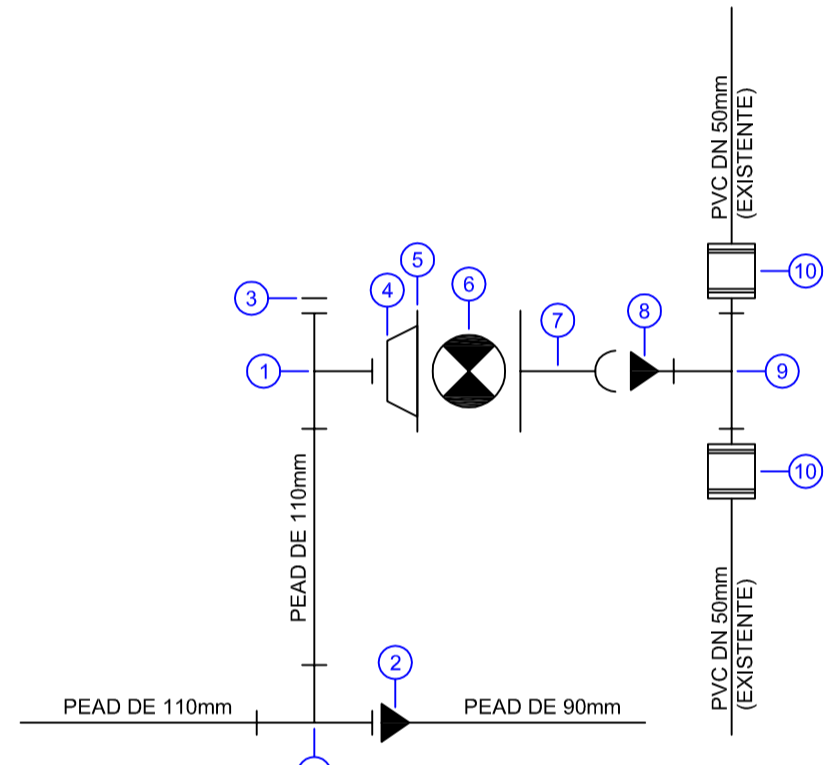 PVC DN 50mm
(EXISTENTE)
5
10
4
6
3
8
7
1
9
10
PEAD DE 110mm
PVC DN 50mm
(EXISTENTE)
2
PEAD DE 110mm
PEAD DE 90mm